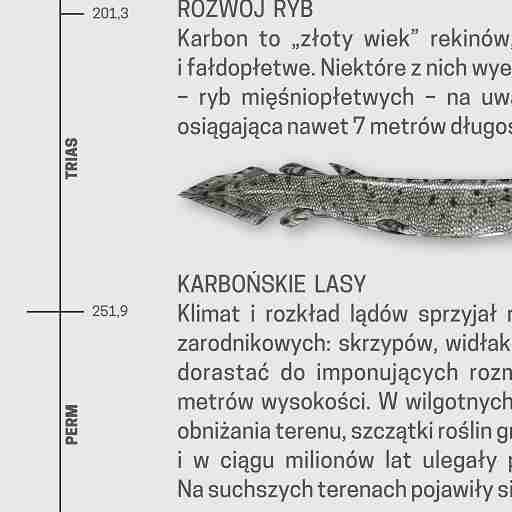 201,3
TRIAS
251,9
PERM
ROZWÓJ RYB
Karbon to „złoty wiek” rekinów,
i fałdopłetwe. Niektóre z nich wye
– ryb mięśniopłetwych – na uwa
osiągająca nawet 7 metrów długoś
KARBOŃSKIE LASY
Klimat i rozkład lądów sprzyjał
zarodnikowych: skrzypów, widłak
dorastać do imponujących rozm
metrów wysokości. W wilgotnych
obniżania terenu, szczątki roślin g
i w ciągu milionów lat ulegały
Na suchszych terenach pojawiły si